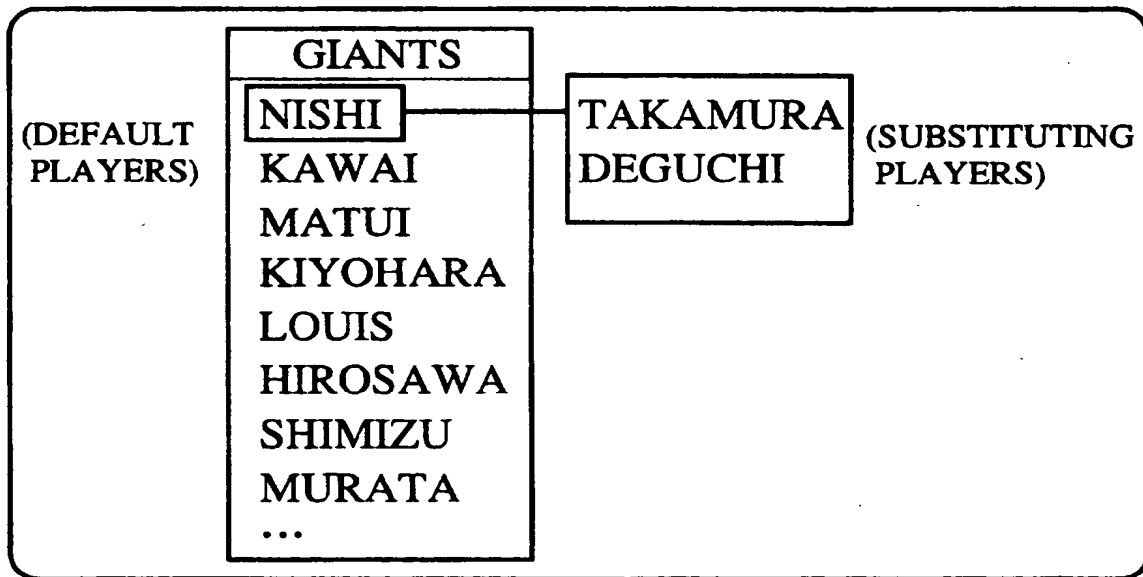 GIANTS
(DEFAULT
PLAYERS)
NISHI
KAWAI
MATUI
KIYOHARA
LOUIS
HIROSAWA
SHIMIZU
MURATA
...
TAKAMURA
DEGUCHI
(SUBSTITUTING
PLAYERS)